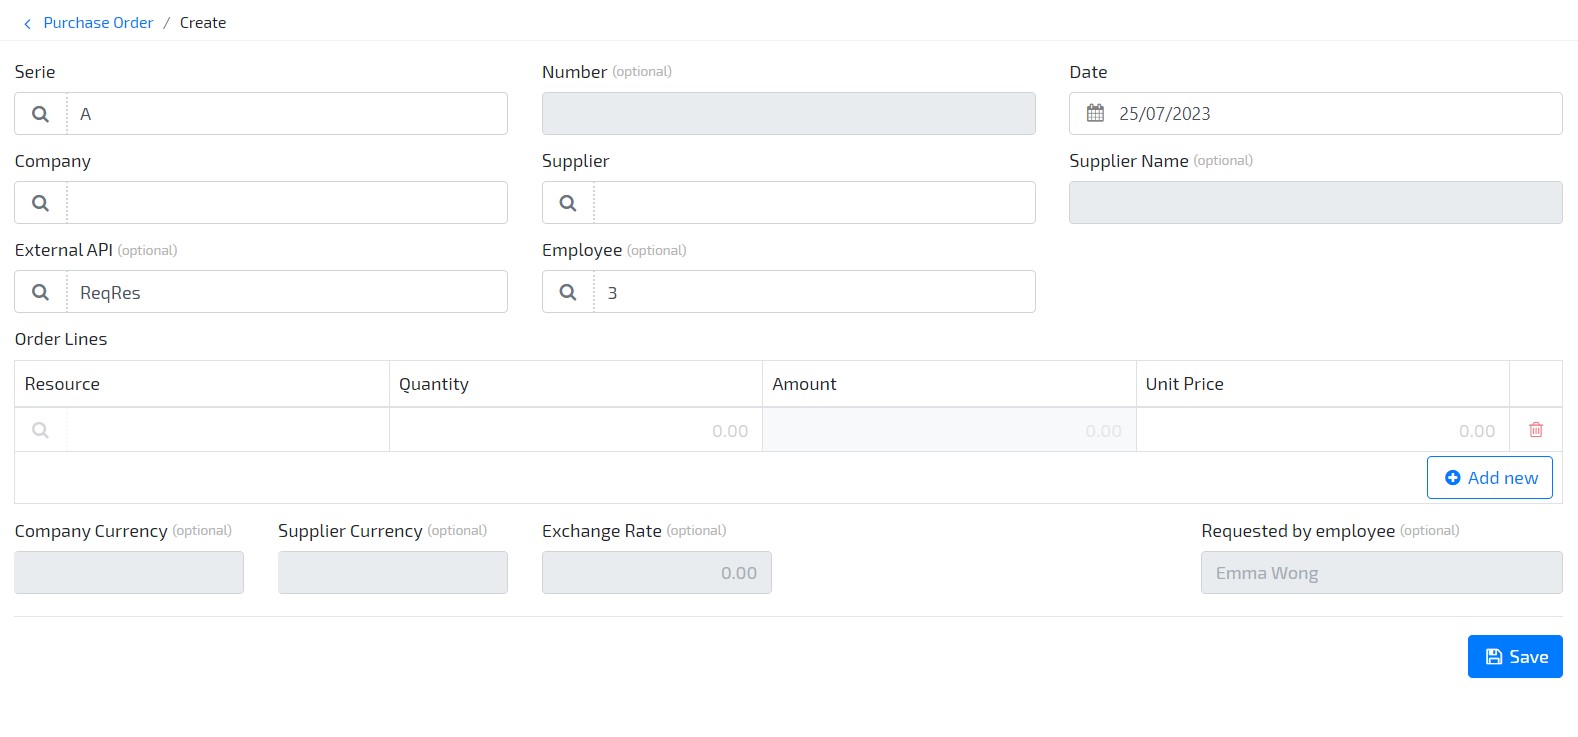 Purchase Order / Create
Serie
Number (optional)
Date
A
25/07/2023
Company
Supplier
Supplier Name (optional)
External API (optional)
Employee (optional)
ReqRes
3
Order Lines
Resource
Quantity
Amount
Unit Price
0.00
0.00
0.00
Add new
Company Currency (optional)
Supplier Currency (optional)
Exchange Rate (optional)
Requested by employee (optional)
0.00
Emma Wong
Save